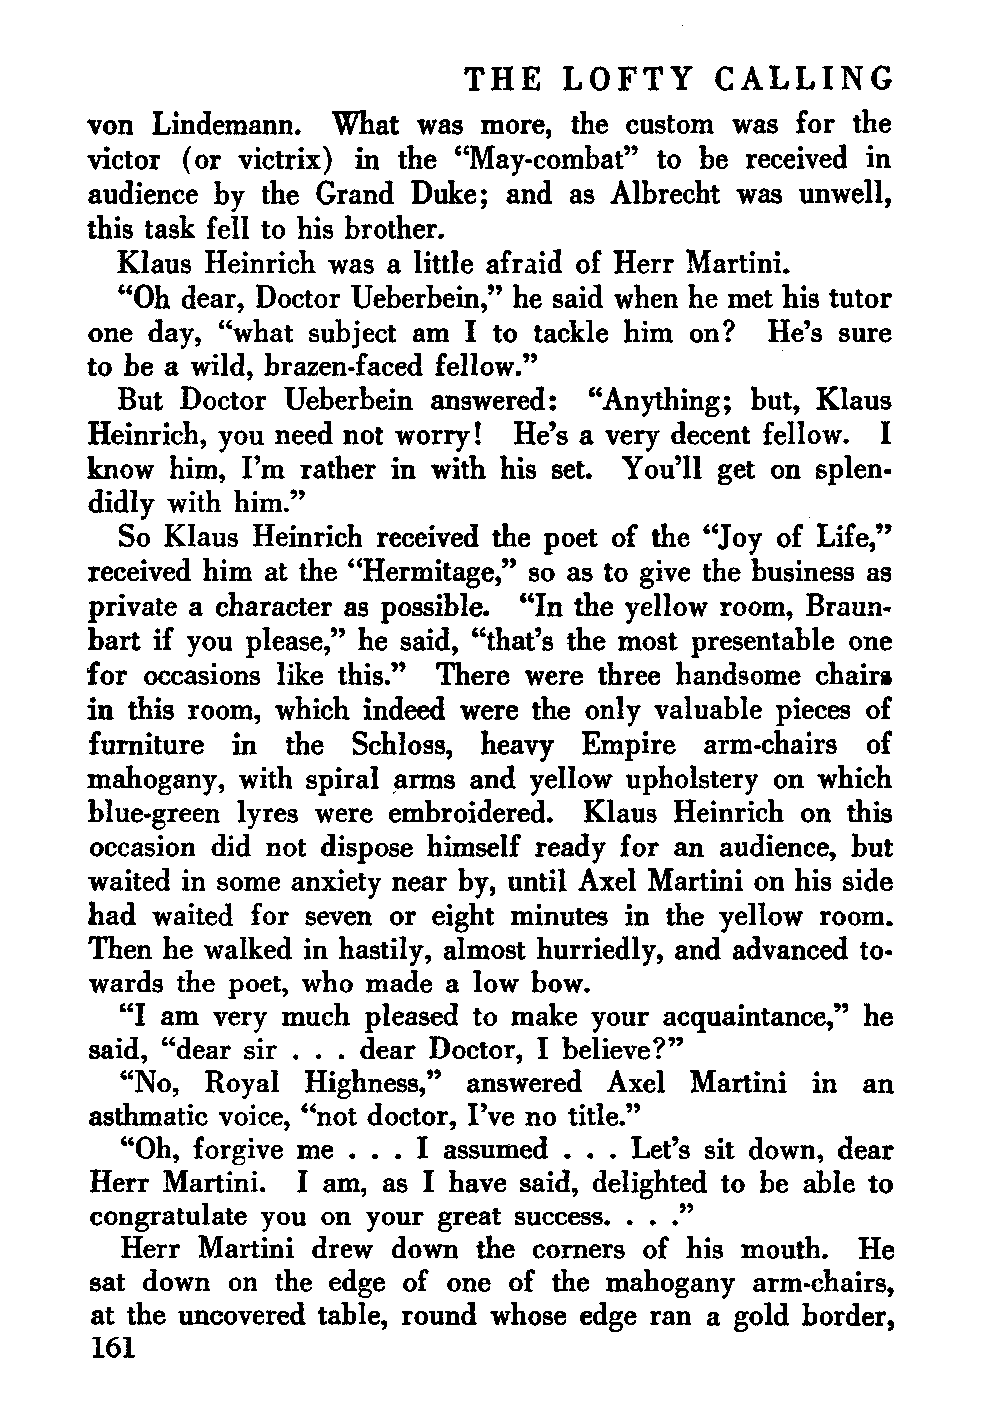 THE LOFTY CALLING
von Lindemann. What was more, the custom was for the
victor (or victrix) in the “May-combat” to be received in
audience by the Grand Duke; and as Albrecht was unwell,
this task fell to his brother.
Klaus Heinrich was a little afraid of Herr Martini.
“Oh dear, Doctor Ueberbein,” he said when he met his tutor
one day, “what subject am I to tackle him on? He’s sure
to be a wild, brazen-faced fellow.”
But Doctor Ueberbein answered: “Anything; but, Klaus
Heinrich, you need not worry! He’s a very decent fellow. I
know him, I’m rather in with his set. You’ll get on splen-
didly with him.”
So Klaus Heinrich received the poet of the “Joy of Life,”
received him at the “Hermitage,” so as to give the business as
private a character as possible. “In the yellow room, Braun-
bart if you please,” he said, “that’s the most presentable one
for occasions like this.” There were three handsome chairs
in this room, which indeed were the only valuable pieces of
furniture in the Schloss, heavy Empire arm-chairs of
mahogany, with spiral arms and yellow upholstery on which
blue-green lyres were embroidered. Klaus Heinrich on this
occasion did not dispose himself ready for an audience, but
waited in some anxiety near by, until Axel Martini on his side
had waited for seven or eight minutes in the yellow room.
Then he walked in hastily, almost hurriedly, and advanced to-
wards the poet, who made a low bow.
“I am very much pleased to make your acquaintance,” he
said, “dear sir . . . dear Doctor, I believe?”
“No, Royal Highness,” answered Axel Martini in an
asthmatic voice, “not doctor, I’ve no title.”
“Oh, forgive me . . . I assumed . . . Let’s sit down, dear
Herr Martini. I am, as I have said, delighted to be able to
congratulate you on your great success. . . .”
Herr Martini drew down the corners of his mouth. He
sat down on the edge of one of the mahogany arm-chairs,
at the uncovered table, round whose edge ran a gold border,
161